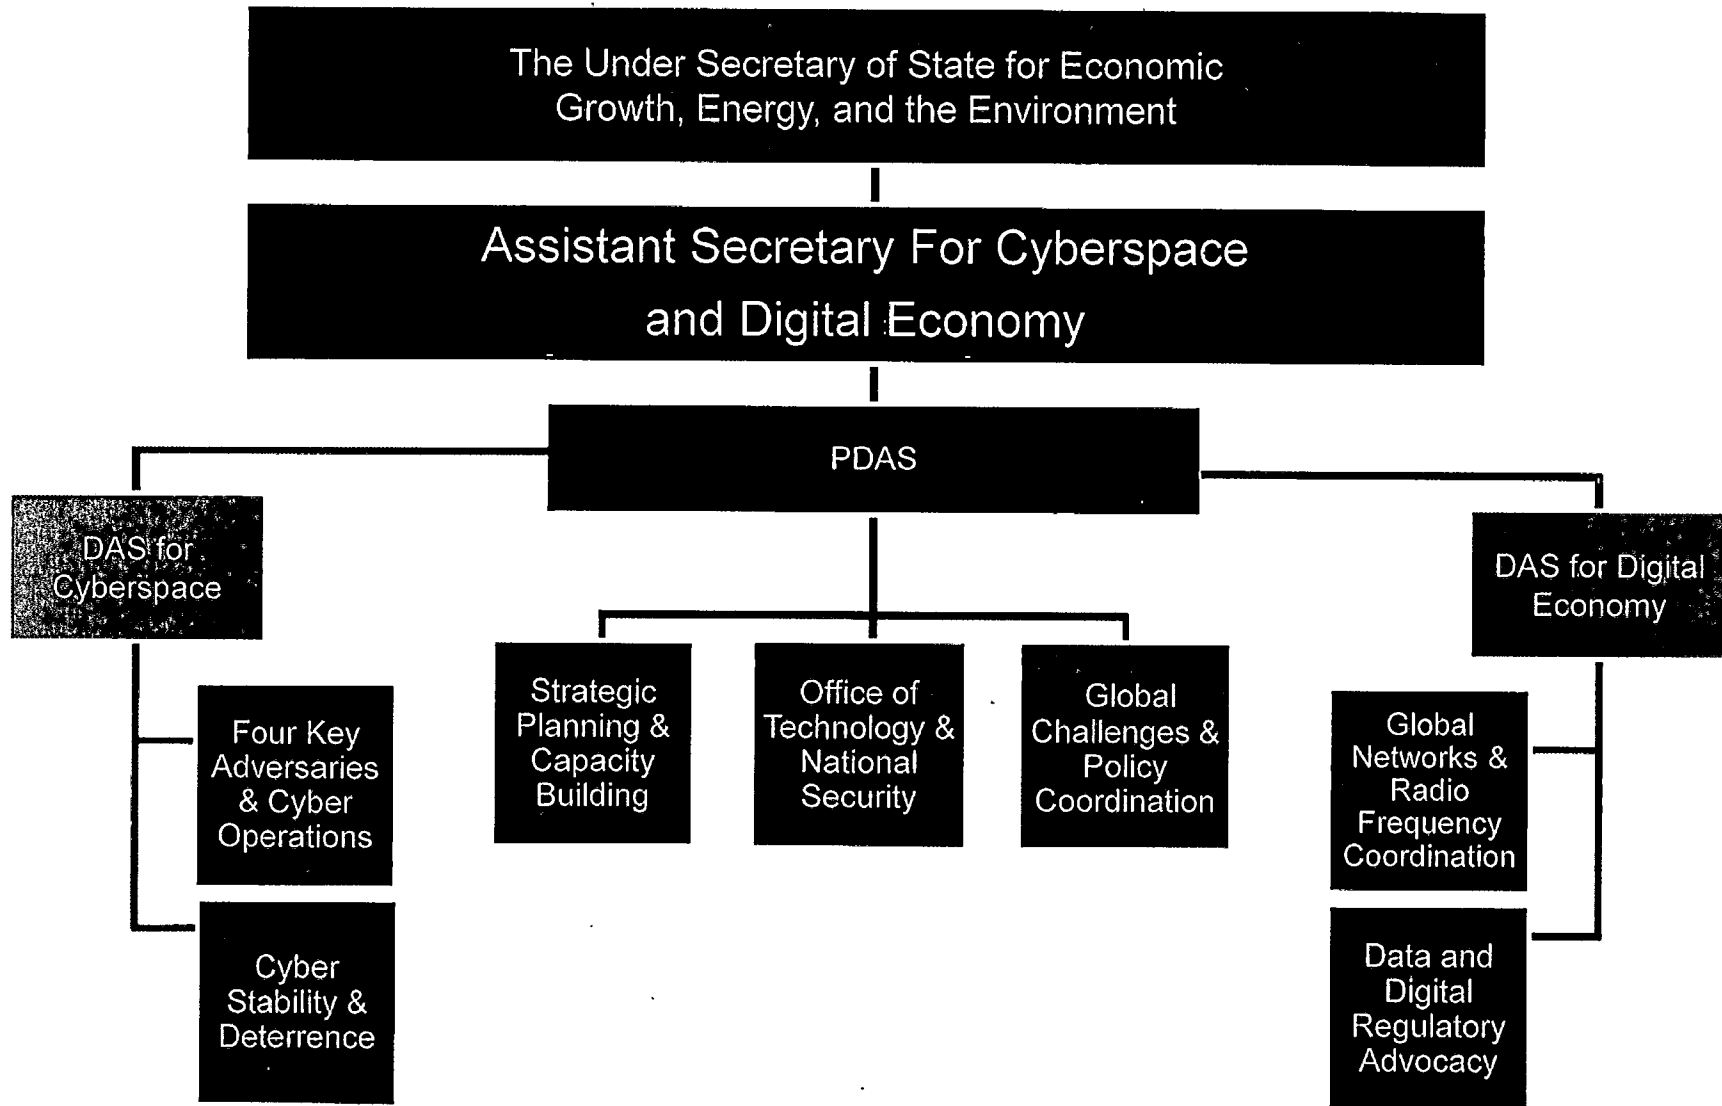 The Under Secretary of State for Economic
Growth, Energy, and the Environment
Assistant Secretary For Cyberspace
and Digital Economy
PDAS
DAS for
Cyberspace
DAS for Digital
Economy
Four Key
Adversaries
& Cyber
Operations
Cyber
Stability &
Deterrence
Strategic
Planning &
Capacity
Building
Office of
Technology &
National
Security
Global
Challenges &
Policy
Coordination
Global
Networks &
Radio
Frequency
Coordination
Data and
Digital
Regulatory
Advocacy